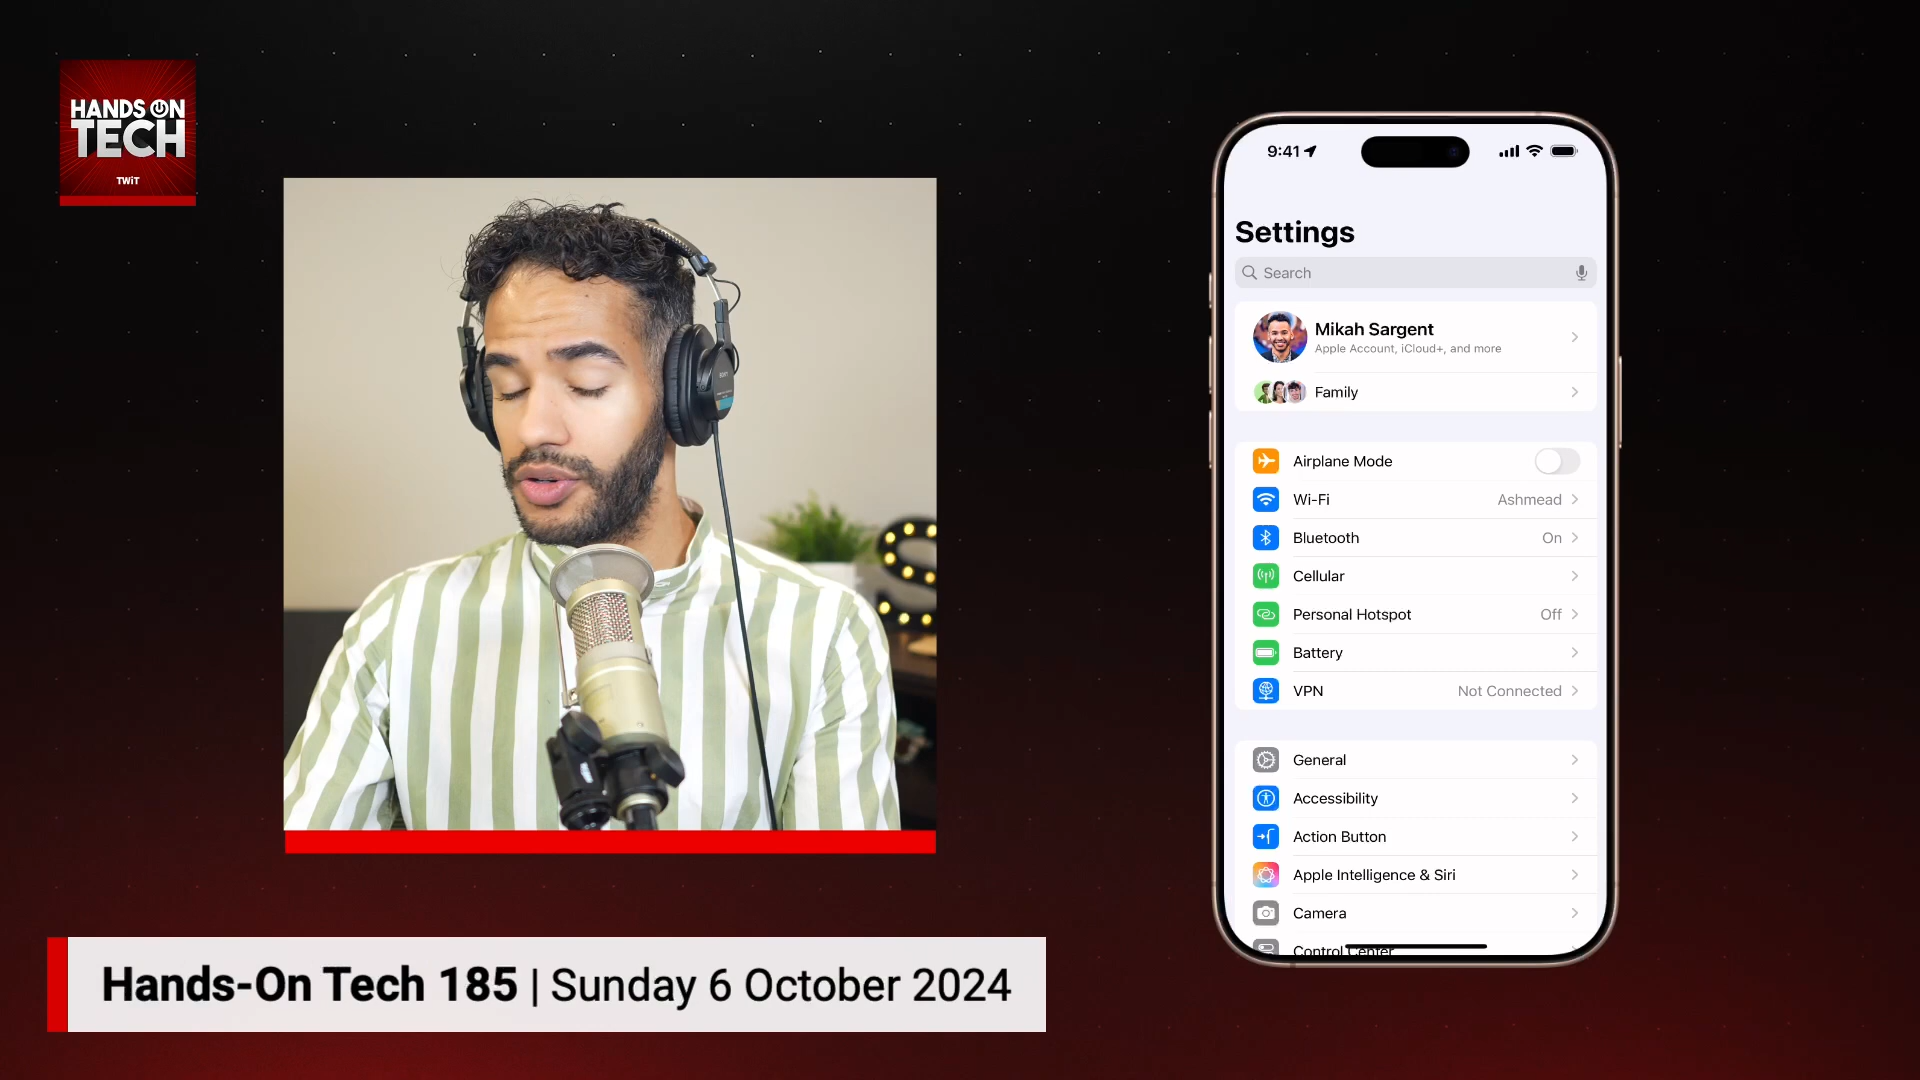 HANDS ON
TECH
TWiT
SONY
9:41
Settings
Search
Mikah Sargent
Apple Account, iCloud+, and more
Family
Airplane Mode
Wi-Fi Ashmead
Bluetooth On
Cellular
Personal Hotspot Off
Battery
VPN Not Connected
General
Accessibility
Action Button
Apple Intelligence & Siri
Camera
Control Center
Hands-On Tech 185 | Sunday 6 October 2024